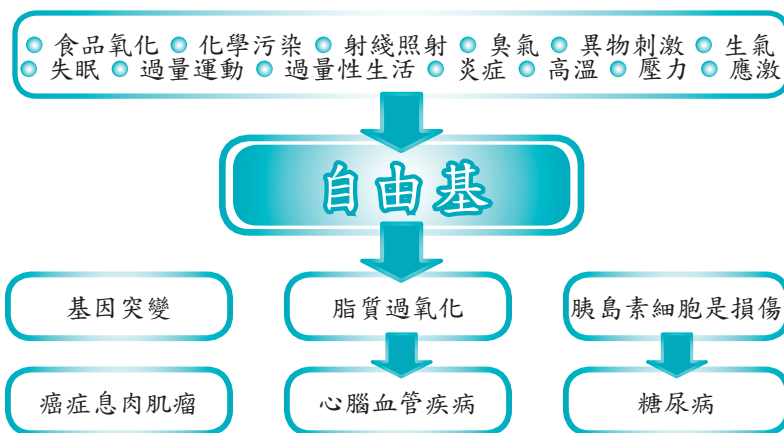 食品氧化 化學污染 射綫照射 臭氣 異物刺激 生氣
失眠 過量運動 過量性生活 炎症 高溫 壓力 應激
自由基
基因突變 脂質過氧化 胰島素細胞是損傷
癌症息肉肌瘤 心腦血管疾病 糖尿病